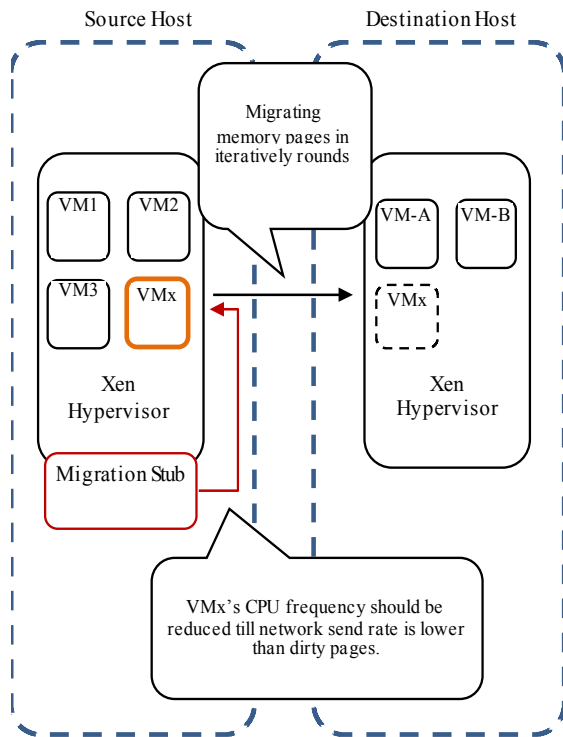 Source Host
Destination Host
Migrating
memory pages in
iteratively rounds
VM1
VM2
VM3
VMx
Xen
Hypervisor
Migration Stub
VM-A
VM-B
VMx
Xen
Hypervisor
VMx's CPU frequency should be
reduced till network send rate is lower
than dirty pages.